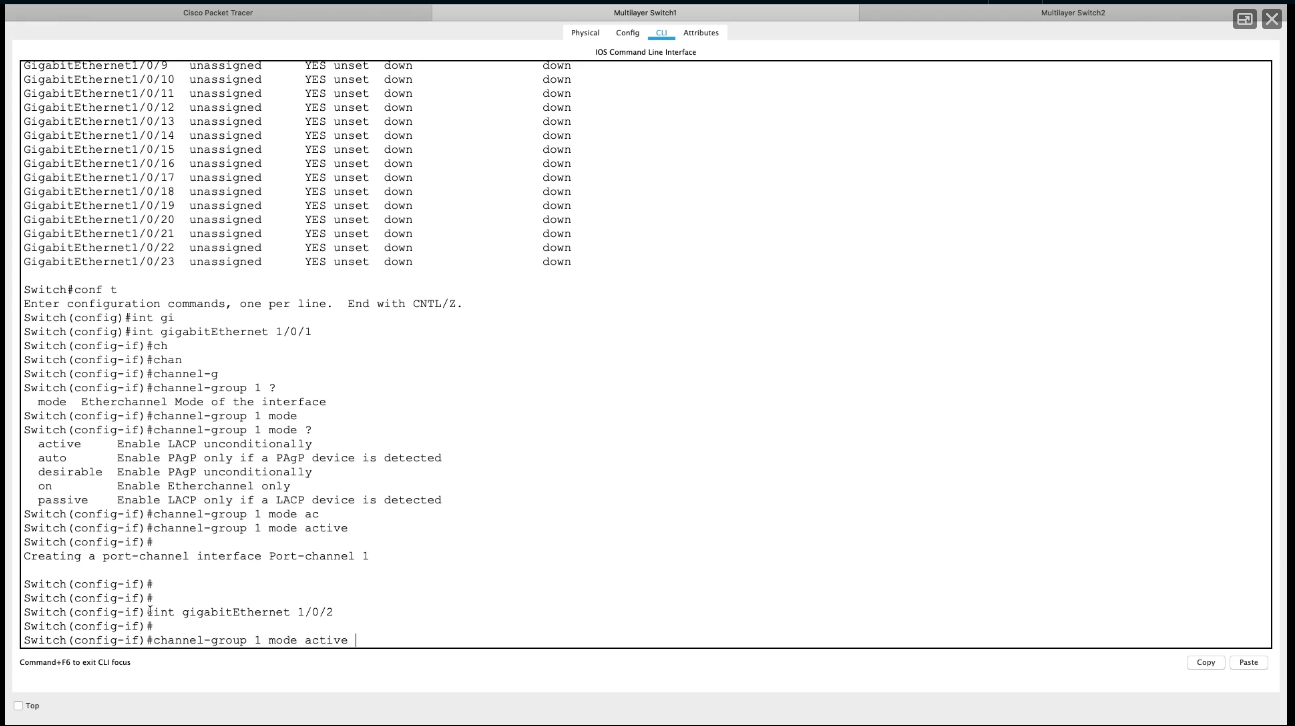 Cisco Packet Tracer Multilayer Switch1 Multilayer Switch2
Physical Config CLI Attributes
IOS Command Line Interface
GigabitEthernet1/0/9 unassigned YES unset down down
GigabitEthernet1/0/10 unassigned YES unset down down
GigabitEthernet1/0/11 unassigned YES unset down down
GigabitEthernet1/0/12 unassigned YES unset down down
GigabitEthernet1/0/13 unassigned YES unset down down
GigabitEthernet1/0/14 unassigned YES unset down down
GigabitEthernet1/0/15 unassigned YES unset down down
GigabitEthernet1/0/16 unassigned YES unset down down
GigabitEthernet1/0/17 unassigned YES unset down down
GigabitEthernet1/0/18 unassigned YES unset down down
GigabitEthernet1/0/19 unassigned YES unset down down
GigabitEthernet1/0/20 unassigned YES unset down down
GigabitEthernet1/0/21 unassigned YES unset down down
GigabitEthernet1/0/22 unassigned YES unset down down
GigabitEthernet1/0/23 unassigned YES unset down down
Switch#conf t
Enter configuration commands, one per line. End with CNTL/Z.
Switch(config)#int gi
Switch(config)#int gigabitEthernet 1/0/1
Switch(config-if)#ch
Switch(config-if)#chan
Switch(config-if)#channel-g
Switch(config-if)#channel-group 1 ?
mode Etherchannel Mode of the interface
Switch(config-if)#channel-group 1 mode
Switch(config-if)#channel-group 1 mode ?
active Enable LACP unconditionally
auto Enable PAgP only if a PAgP device is detected
desirable Enable PAgP unconditionally
on Enable Etherchannel only
passive Enable LACP only if a LACP device is detected
Switch(config-if)#channel-group 1 mode ac
Switch(config-if)#channel-group 1 mode active
Switch(config-if)#
Creating a port-channel interface Port-channel 1
Switch(config-if)#
Switch(config-if)#
Switch(config-if)#int gigabitEthernet 1/0/2
Switch(config-if)#
Switch(config-if)#channel-group 1 mode active
Command+F6 to exit CLI focus
Copy Paste
Top